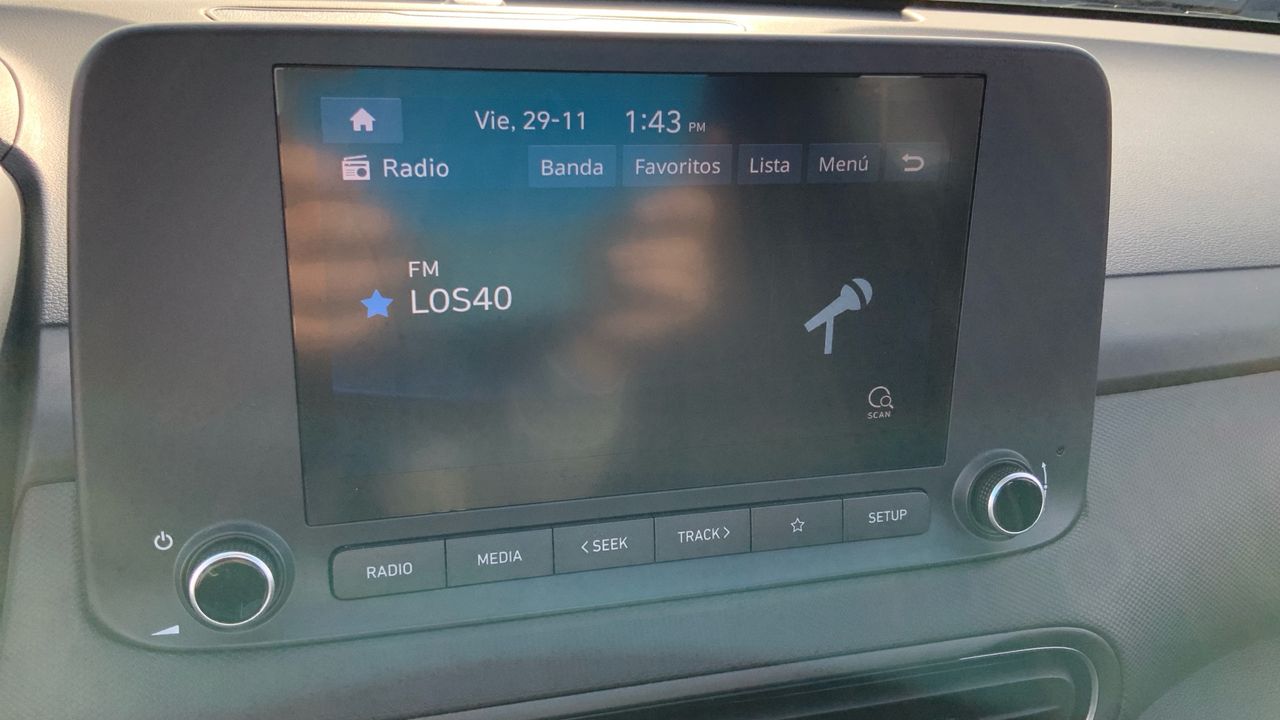 Vie, 29-11 1:43 PM
Radio Banda Favoritos Lista Menú
FM
LOS40
SCAN
RADIO MEDIA <SEEK TRACK> SETUP